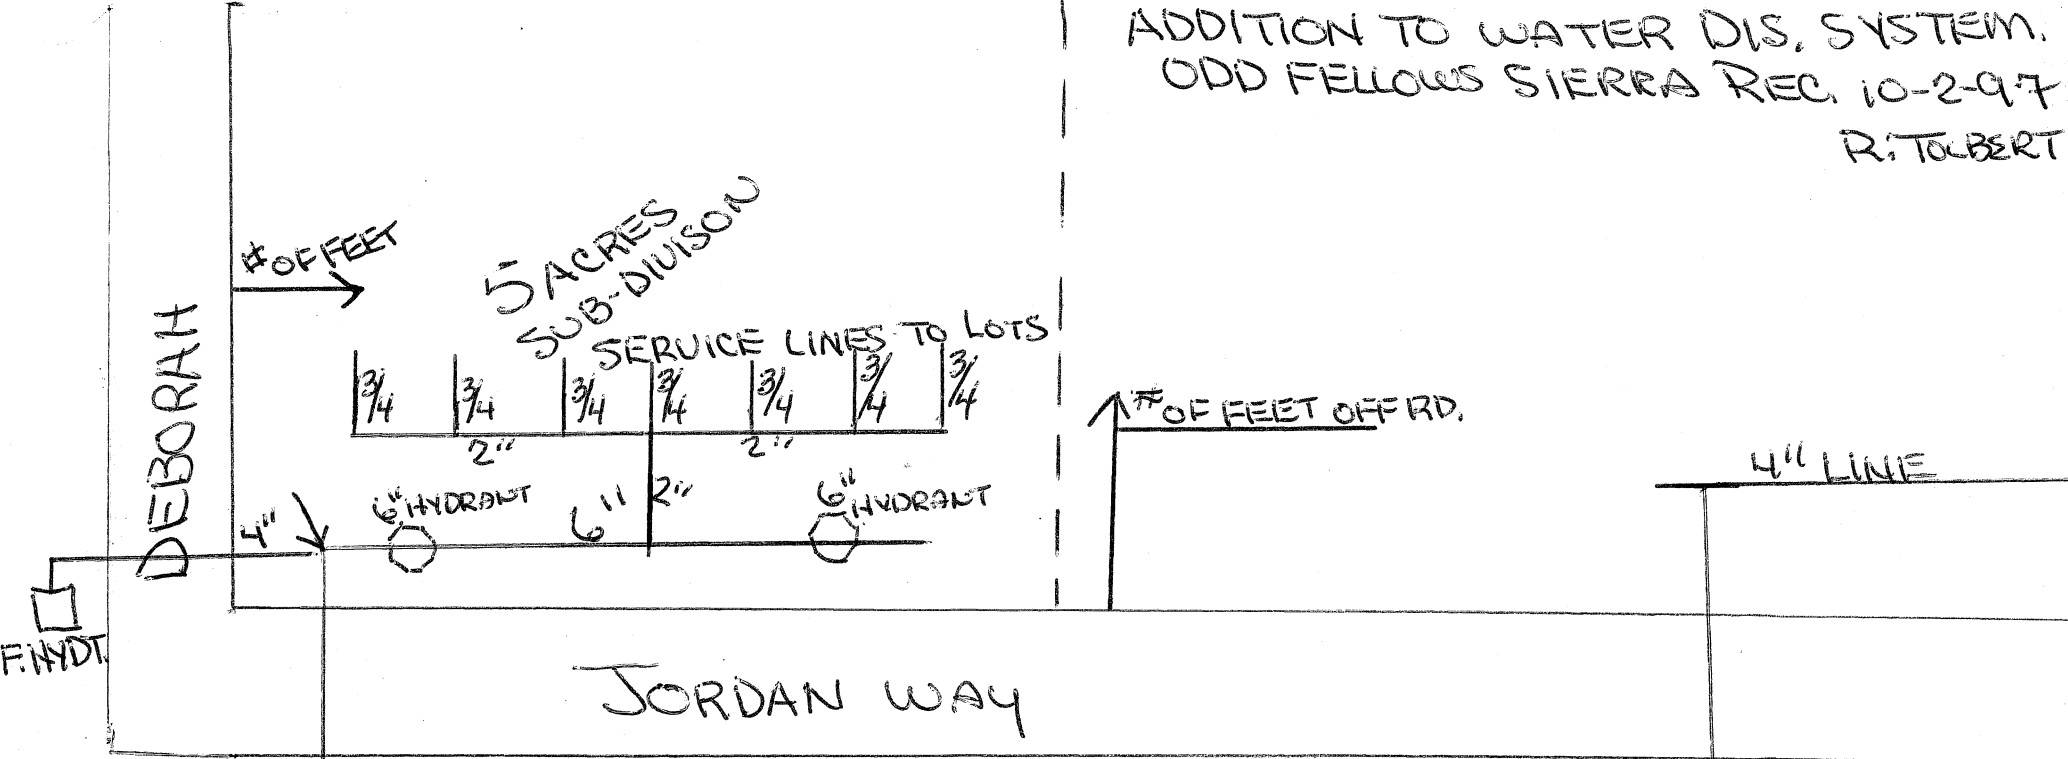 ADDITION TO WATER DIS. SYSTEM.
ODD FELLOWS SIERRA REC. 10-2-97
R. TOLBERT
# OF FEET
5 ACRES
SUB-DIVISON
SERVICE LINES TO LOTS
3/4 3/4 3/4 3/4 3/4 3/4 3/4
2" 2"
DEBORAH
# OF FEET OFF RD.
4" LINE
4"
6" HYDRANT
6"
2"
6" HYDRANT
F. HYDT.
JORDAN WAY